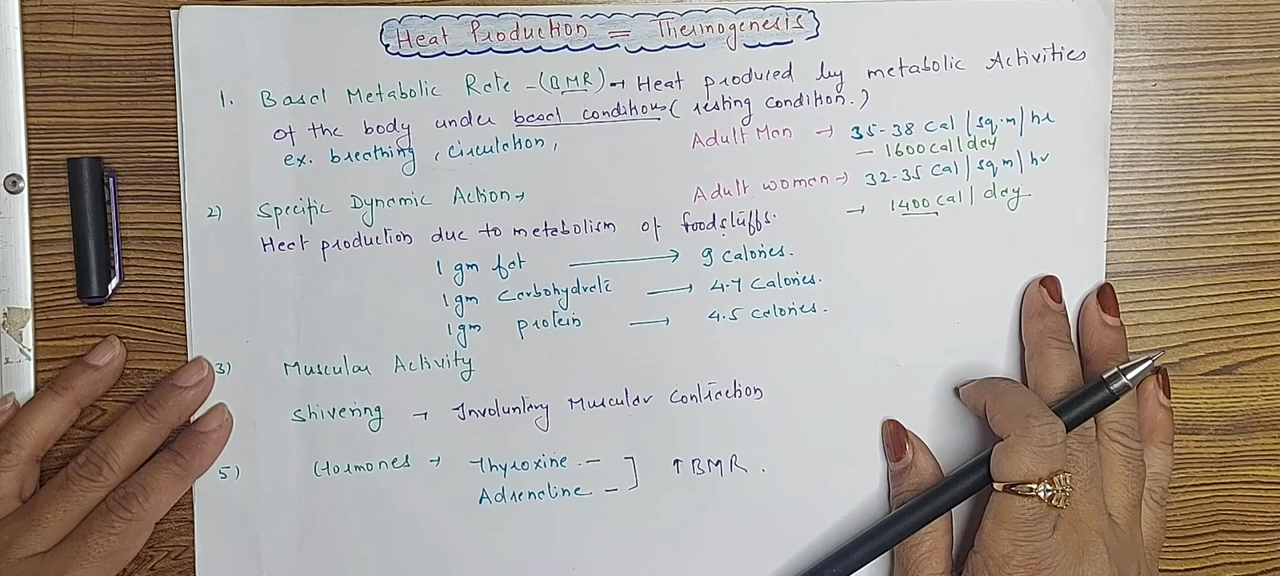 Heat Production = Thermogenesis
1. Basal Metabolic Rate - (BMR) → Heat produced by metabolic Activities
of the body under basal conditions ( resting condition. )
ex. breathing, circulation,
Adult Man → 35-38 Cal / sq.m / hr
— 1600 cal / day
2) Specific Dynamic Action →
Adult women → 32-35 Cal / sq m / hr
→ 1400 cal / day
Heat production due to metabolism of foodstuffs.
1 gm fat → 9 calories.
1 gm Carbohydrate → 4.7 Calories.
1 gm protein → 4.5 calories.
3) Muscular Activity
Shivering → Involuntary Muscular Contraction
5) Hormones → Thyroxine. - ] ↑ BMR .
Adrenaline -